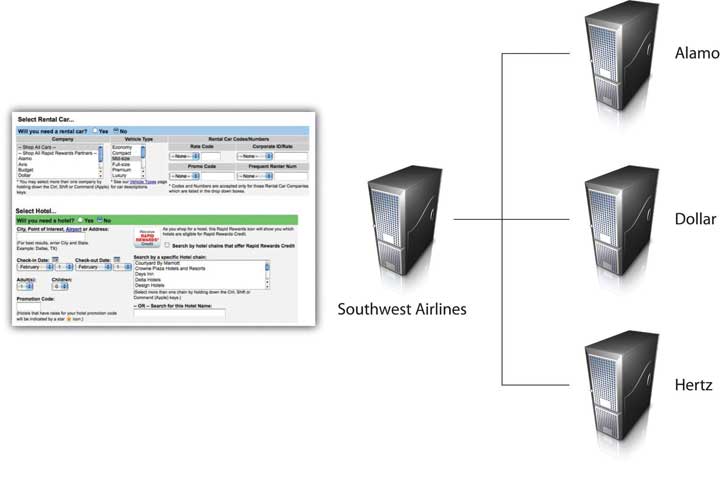 Select Rental Car...
Will you need a rental car? Yes No
Company Vehicle Type Rental Car Codes/Numbers
-- Shop All Cars --
-- Shop All Rapid Rewards Partners --
Alamo
Avis
Budget
Dollar
Economy
Compact
Mid-size
Full-size
Premium
Luxury
Rate Code Corporate ID/Rate
-- None -- -- None --
Promo Code Frequent Renter Num
-- None -- -- None --
* You may select more than one company by
holding down the Ctrl, Shift or Command (Apple)
keys.
* See our Vehicle Types page
for car descriptions.
* Codes and Numbers are accepted only for those Rental Car Companies
which are listed in the drop down boxes.
Select Hotel...
Will you need a hotel? Yes No
City, Point of Interest, Airport or Address:
(For best results, enter City and State.
Example: Dallas, TX)
Check-in Date: Check-out Date:
February 1 February 1
Adult(s): Children:
1 0
Promotion Code:
(Hotels that have rates for your hotel promotion code
will be indicated by a star icon.)
Receive
RAPID
REWARDS
Credit
As you shop for a hotel, this Rapid Rewards icon will show you which
hotels are eligible for Rapid Rewards Credit.
Search by hotel chains that offer Rapid Rewards Credit
Search by a specific Hotel chain:
Courtyard By Marriott
Crowne Plaza Hotels and Resorts
Days Inn
Delta Hotels
Design Hotels
(Select more than one chain by holding down the Ctrl, Shift or
Command (Apple) keys.)
-- OR -- Search for this Hotel Name:
Southwest Airlines
Alamo
Dollar
Hertz